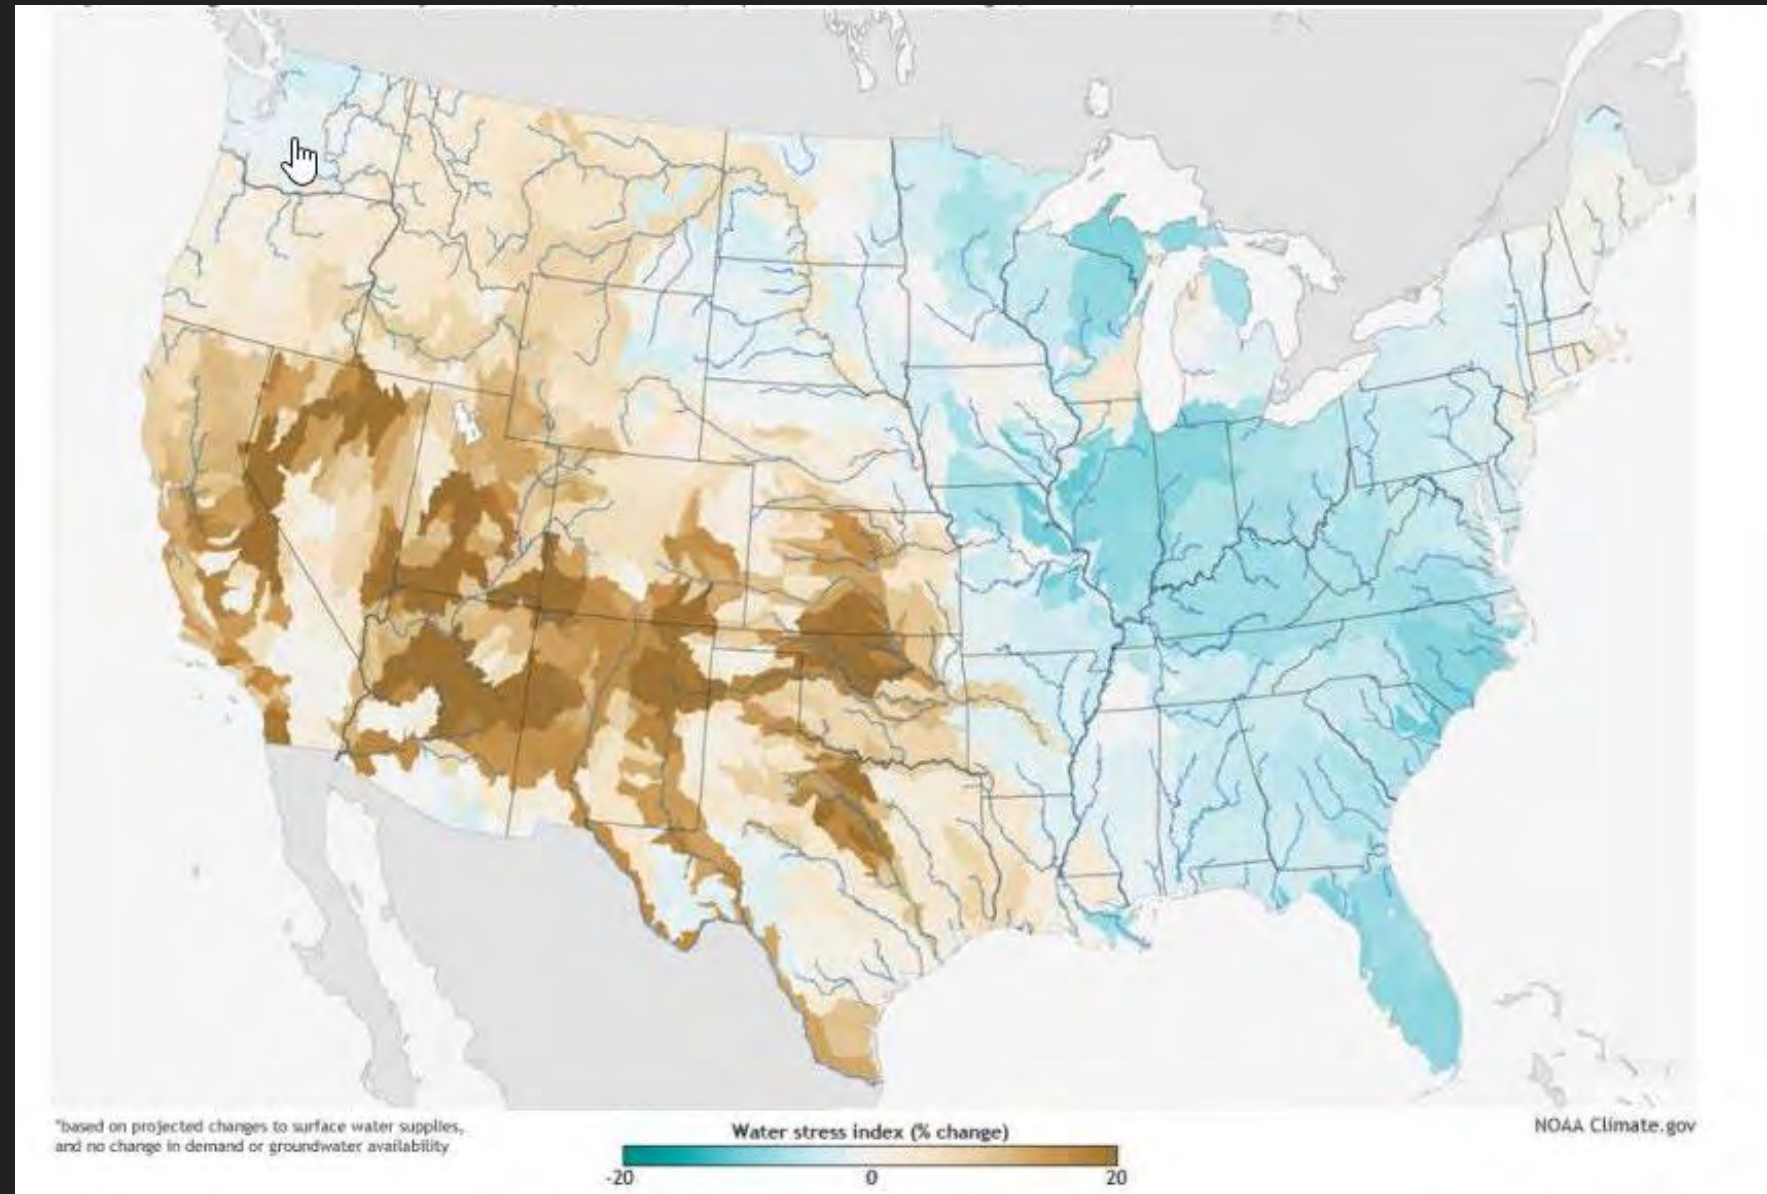 *based on projected changes to surface water supplies,
and no change in demand or groundwater availability
Water stress index (% change)
-20 0 20
NOAA Climate.gov